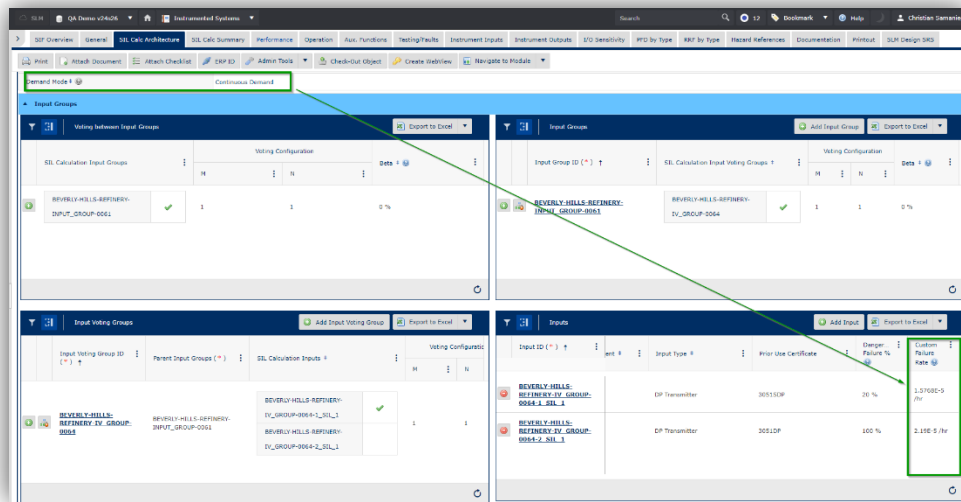 SLM QA Demo v24x26 Instrumented Systems Search 12 Bookmark Help Christian Samanie
SIF Overview General SIL Calc Architecture SIL Calc Summary Performance Operation Aux. Functions Testing/Faults Instrument Inputs Instrument Outputs I/O Sensitivity PFD by Type RRF by Type Hazard References Documentation Printout SLM Design SRS
Print Attach Document Attach Checklist ERP ID Admin Tools Check-Out Object Create WebView Navigate to Module
Demand Mode Continuous Demand
Input Groups
Voting between Input Groups Export to Excel
SIL Calculation Input Groups Voting Configuration Beta
M N
BEVERLY-HILLS-REFINERY-
INPUT_GROUP-0061 1 1 0 %
Input Groups Add Input Group Export to Excel
Input Group ID (*) ↑ SIL Calculation Input Voting Groups Voting Configuration Beta
M N
BEVERLY-HILLS-REFINERY-
INPUT_GROUP-0061
BEVERLY-HILLS-REFINERY-
IV_GROUP-0064 1 1 0 %
Input Voting Groups Add Input Voting Group Export to Excel
Input Voting Group ID
(*) ↑ Parent Input Groups (*) SIL Calculation Inputs Voting Configuratio
M N
BEVERLY-HILLS-
REFINERY-IV_GROUP-
0064
BEVERLY-HILLS-REFINERY-
INPUT_GROUP-0061
BEVERLY-HILLS-REFINERY-
IV_GROUP-0064-1_SIL_1
BEVERLY-HILLS-REFINERY-
IV_GROUP-0064-2_SIL_1
1 1
Inputs Add Input Export to Excel
Input ID (*) ↑ ent Input Type Prior Use Certificate Danger...
Failure %
Custom
Failure
Rate
BEVERLY-HILLS-
REFINERY-IV_GROUP-
0064-1_SIL_1
DP Transmitter 3051SDP 20 % 1.5768E-5
/hr
BEVERLY-HILLS-
REFINERY-IV_GROUP-
0064-2_SIL_1
DP Transmitter 3051DP 100 % 2.19E-5 /hr